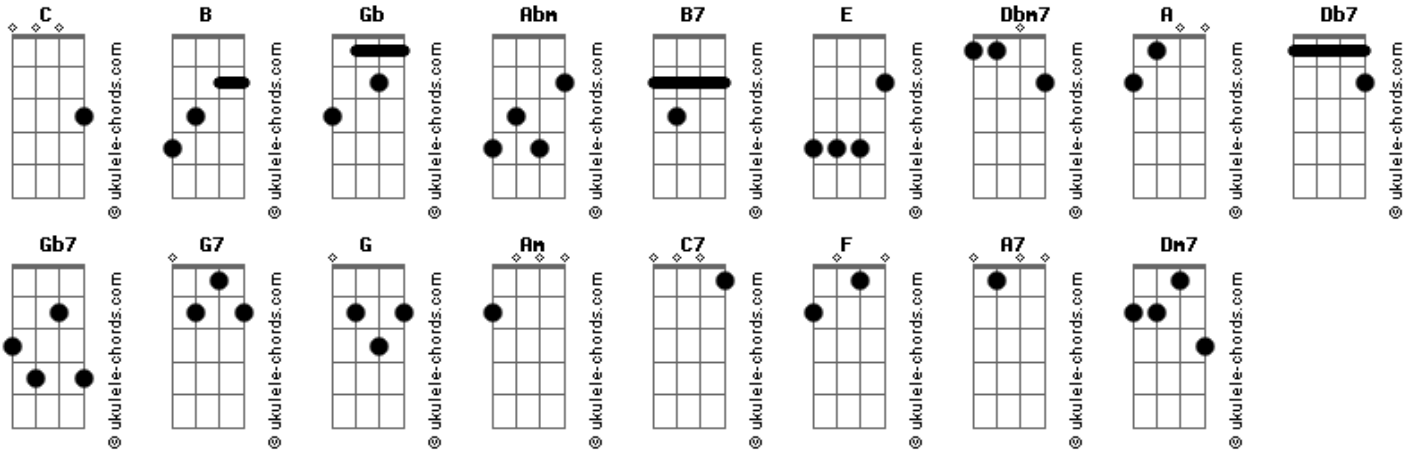 C B Gb Abm B7 E Dbm7 A Db7
© ukulele-chords.com © ukulele-chords.com © ukulele-chords.com © ukulele-chords.com © ukulele-chords.com © ukulele-chords.com © ukulele-chords.com © ukulele-chords.com © ukulele-chords.com
Gb7 G7 G Am C7 F A7 Dm7
© ukulele-chords.com © ukulele-chords.com © ukulele-chords.com © ukulele-chords.com © ukulele-chords.com © ukulele-chords.com © ukulele-chords.com © ukulele-chords.com